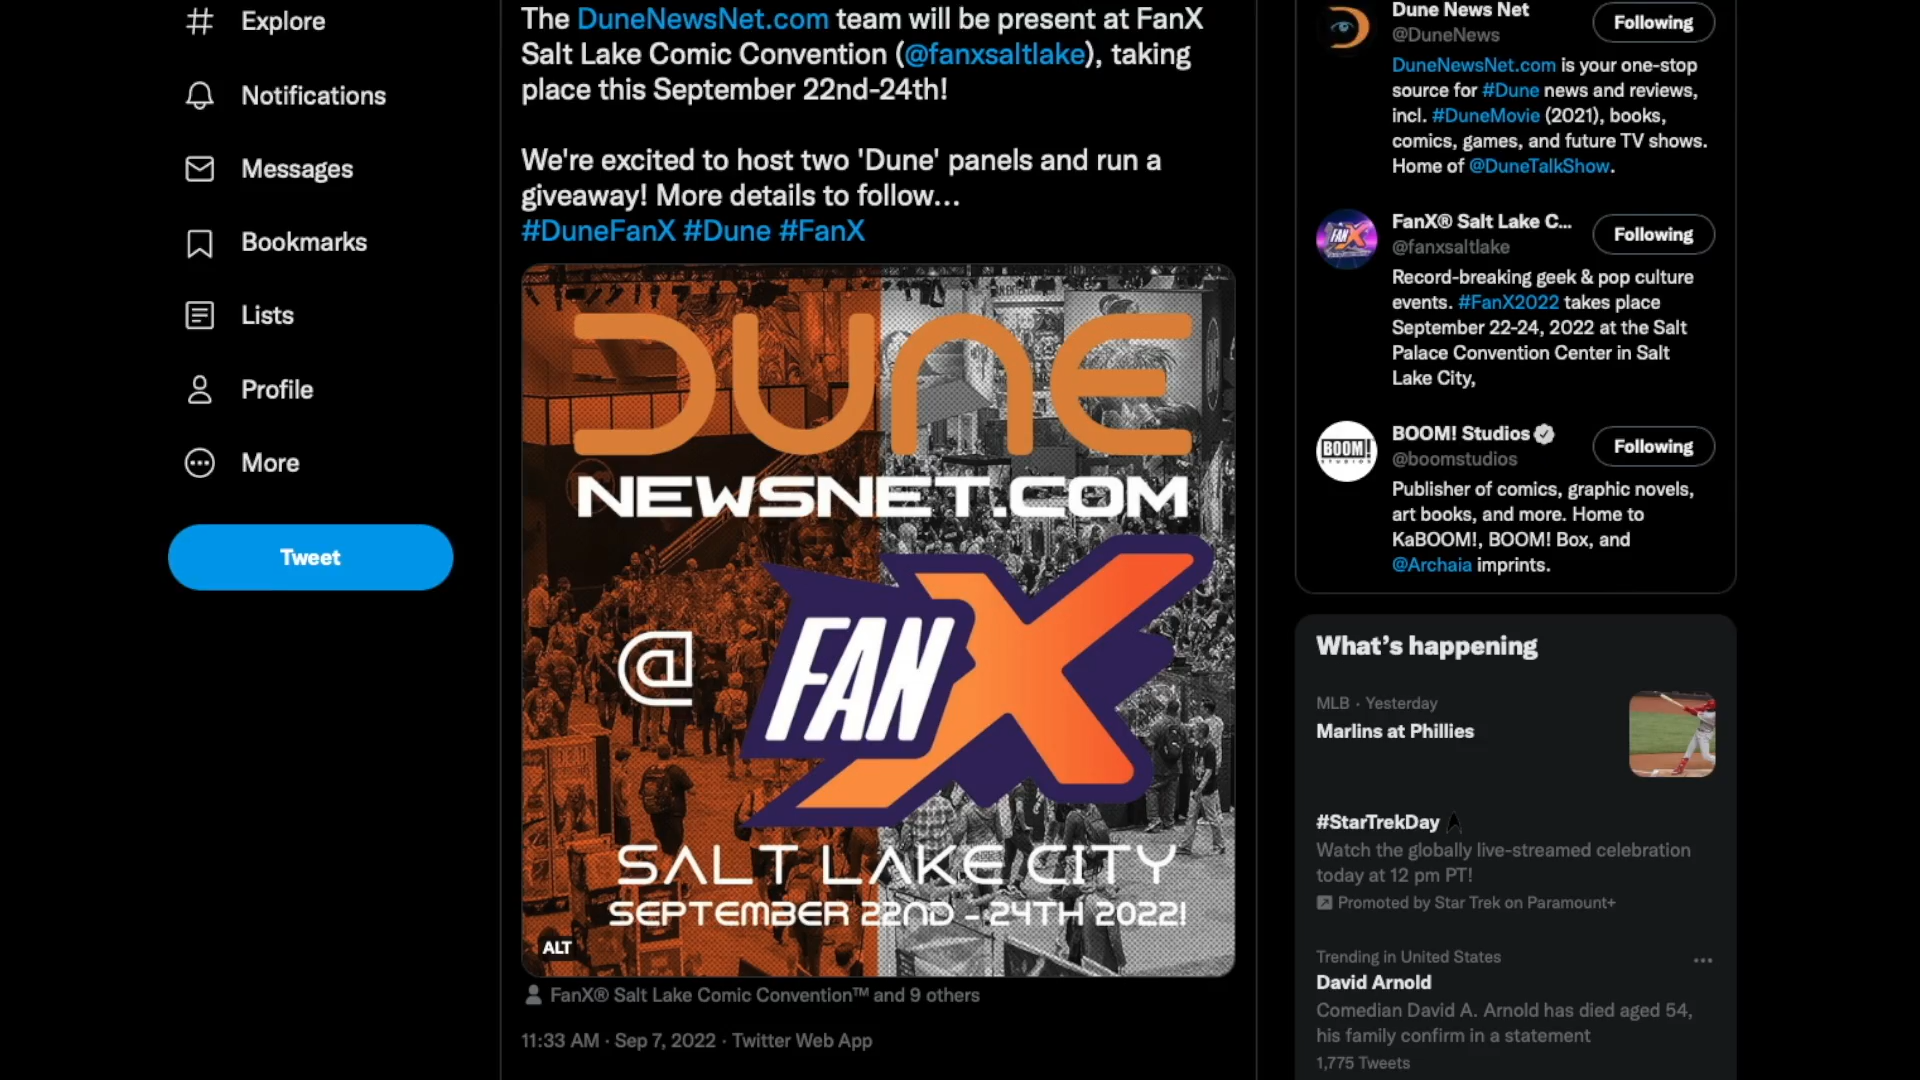 Explore
Notifications
Messages
Bookmarks
Lists
Profile
More
Tweet
The DuneNewsNet.com team will be present at FanX
Salt Lake Comic Convention (@fanxsaltlake), taking
place this September 22nd-24th!
We're excited to host two 'Dune' panels and run a
giveaway! More details to follow...
#DuneFanX #Dune #FanX
DUNE
NEWSNET.COM
@
FANX
SALT LAKE CITY
SEPTEMBER 22ND - 24TH 2022!
ALT
FanX® Salt Lake Comic Convention™ and 9 others
11:33 AM · Sep 7, 2022 · Twitter Web App
Dune News Net
@DuneNews
Following
DuneNewsNet.com is your one-stop
source for #Dune news and reviews,
incl. #DuneMovie (2021), books,
comics, games, and future TV shows.
Home of @DuneTalkShow.
FANX
FanX® Salt Lake C...
@fanxsaltlake
Following
Record-breaking geek & pop culture
events. #FanX2022 takes place
September 22-24, 2022 at the Salt
Palace Convention Center in Salt
Lake City,
BOOM!
STUDIOS
BOOM! Studios
@boomstudios
Following
Publisher of comics, graphic novels,
art books, and more. Home to
KaBOOM!, BOOM! Box, and
@Archaia imprints.
What's happening
MLB · Yesterday
Marlins at Phillies
#StarTrekDay
Watch the globally live-streamed celebration
today at 12 pm PT!
Promoted by Star Trek on Paramount+
Trending in United States
David Arnold
Comedian David A. Arnold has died aged 54,
his family confirm in a statement
1,775 Tweets